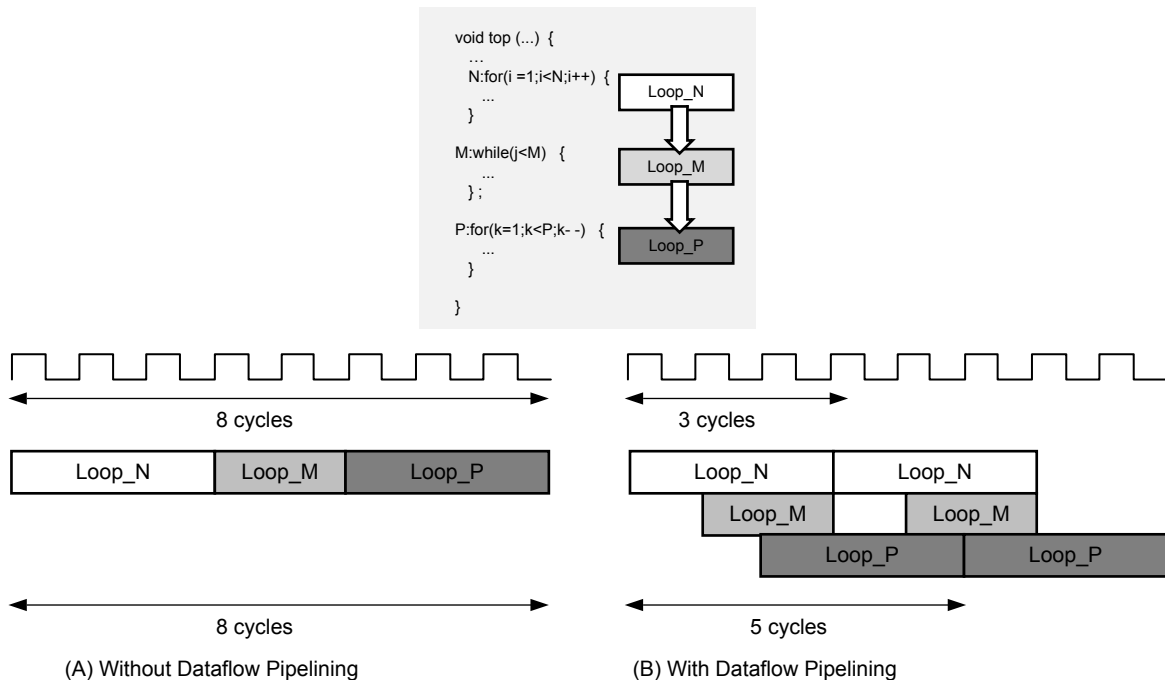 void top (...) {
...
N:for(i =1;i<N;i++) {
...
}
M:while(j<M) {
...
} ;
P:for(k=1;k<P;k- -) {
...
}
}
Loop_N
Loop_M
Loop_P
8 cycles
Loop_N Loop_M Loop_P
8 cycles
(A) Without Dataflow Pipelining
3 cycles
Loop_N Loop_N
Loop_M Loop_M
Loop_P Loop_P
5 cycles
(B) With Dataflow Pipelining